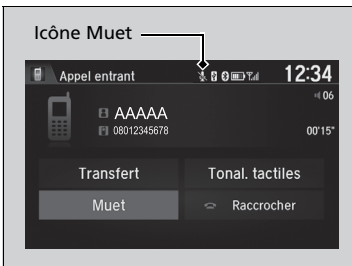 Icône Muet
Appel entrant 12:34
06
AAAAA
08012345678 00'15"
Transfert Tonal. tactiles
Muet Raccrocher